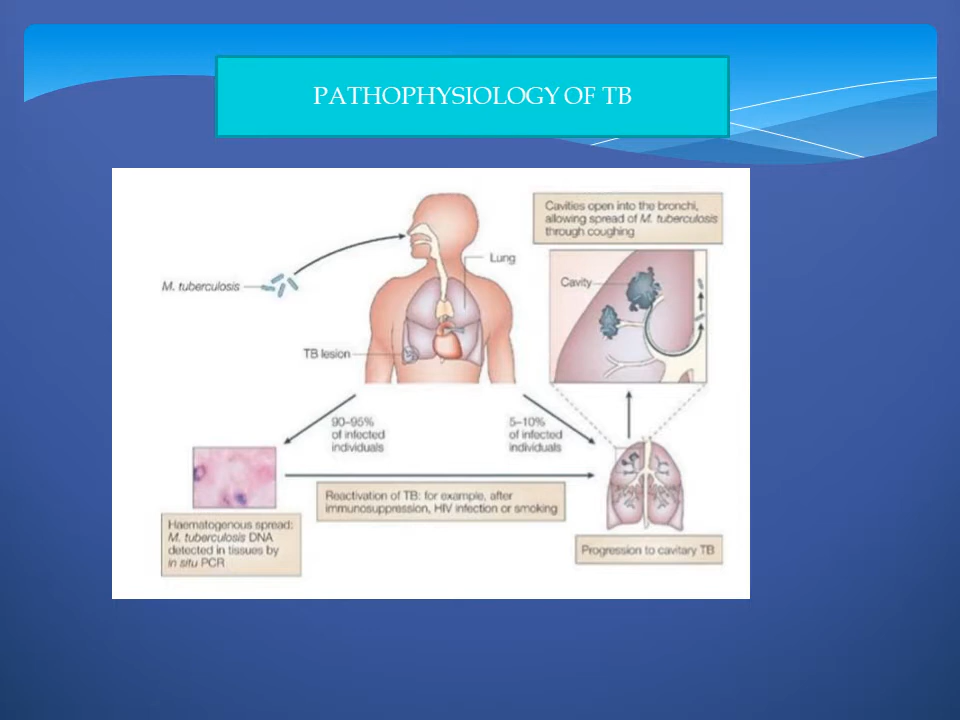 PATHOPHYSIOLOGY OF TB
Cavities open into the bronchi,
allowing spread of M. tuberculosis
through coughing
Lung
M. tuberculosis
Cavity
TB lesion
90–95%
of infected
individuals
5–10%
of infected
individuals
Reactivation of TB: for example, after
immunosuppression, HIV infection or smoking
Haematogenous spread:
M. tuberculosis DNA
detected in tissues by
in situ PCR
Progression to cavitary TB